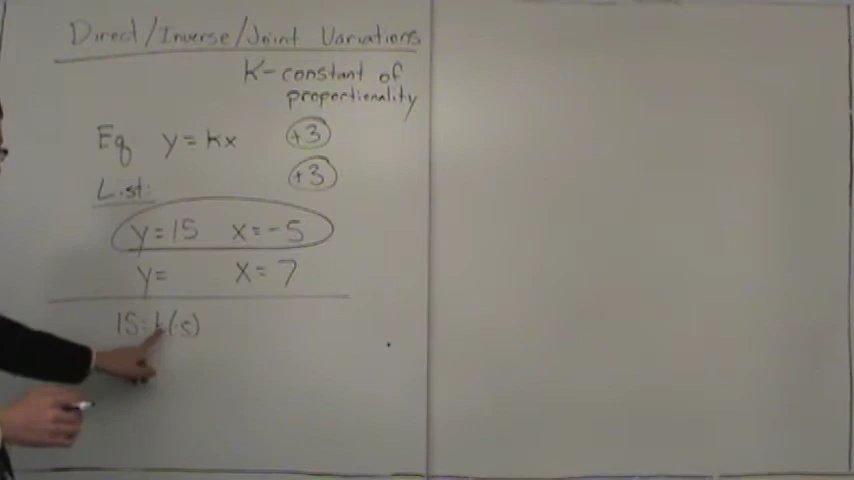 Direct/Inverse/Joint Variations
K-constant of
proportionality
Eq y=kx +3
List: +3
y=15 x=-5
y= x=7
15=k(-5)